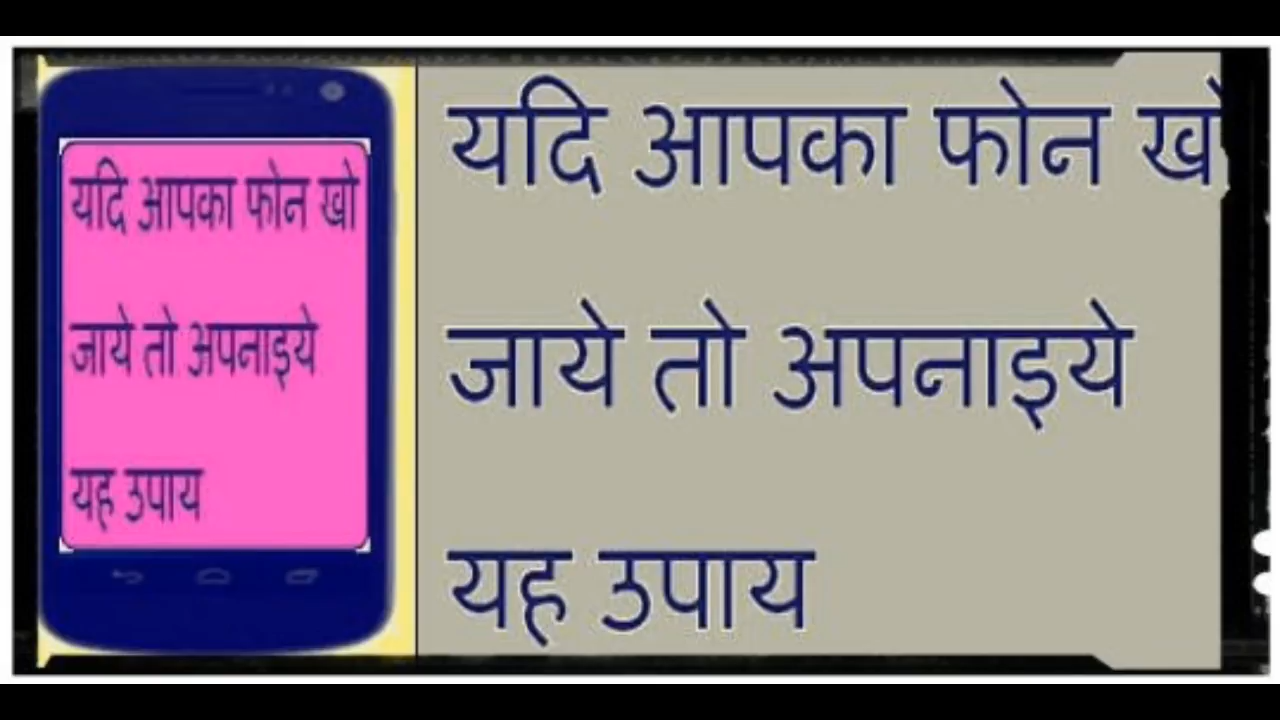 यदि आपका फोन खो
जाये तो अपनाइये
यह उपाय
यदि आपका फोन खो
जाये तो अपनाइये
यह उपाय